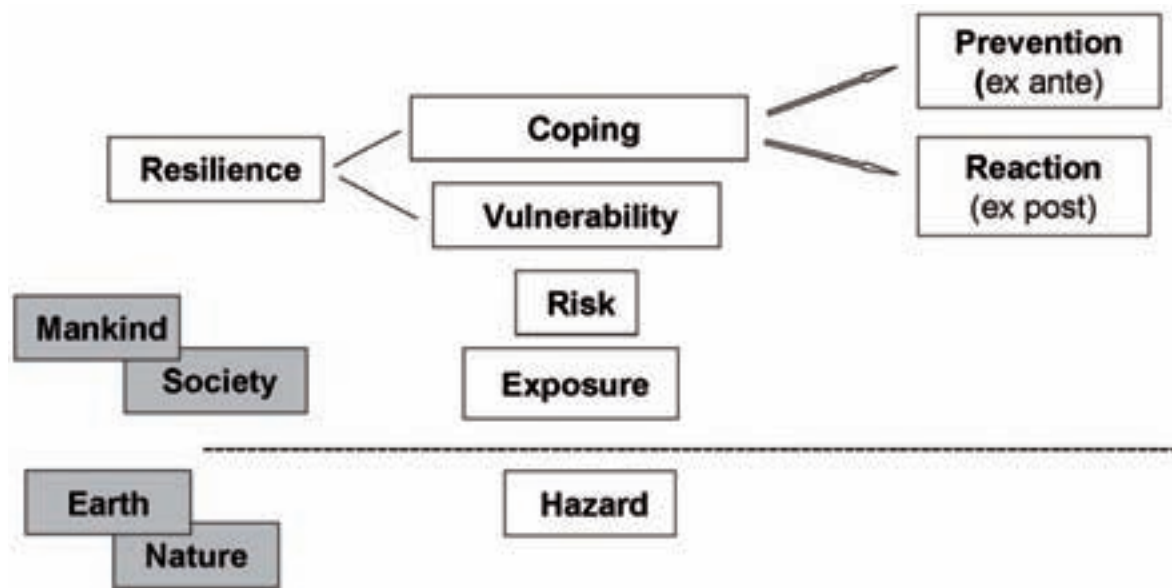 Prevention
(ex ante)
Coping
Resilience
Reaction
(ex post)
Vulnerability
Risk
Mankind
Society
Exposure
Earth
Hazard
Nature